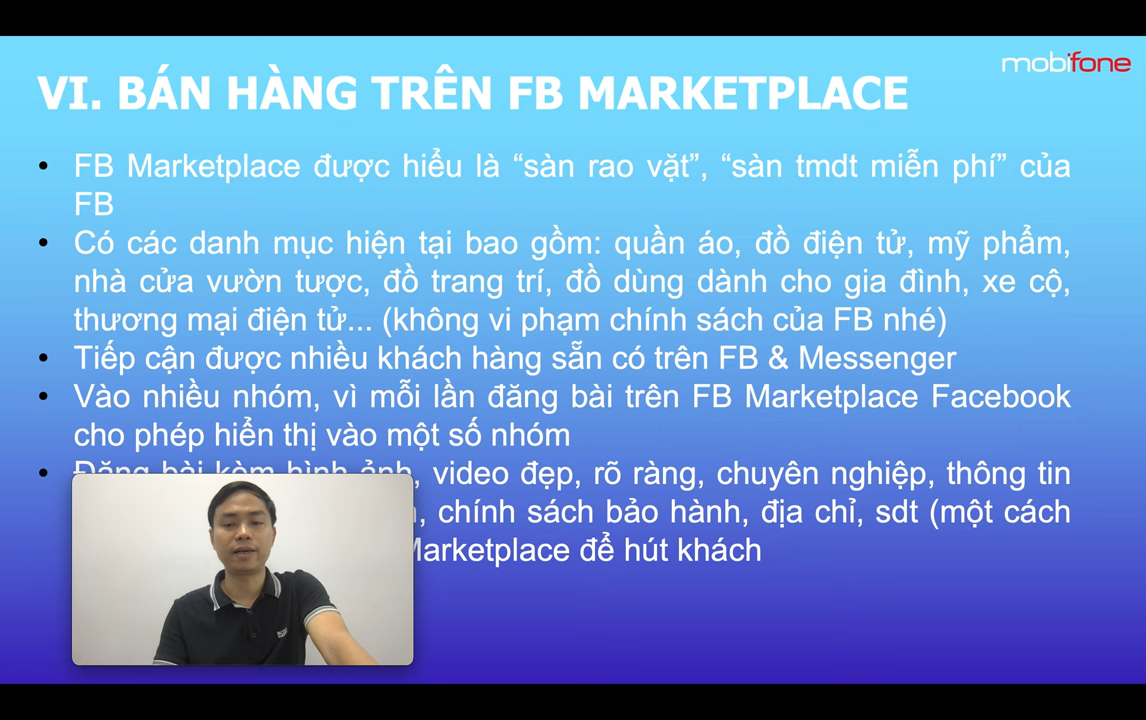 mobifone
VI. BÁN HÀNG TRÊN FB MARKETPLACE
• FB Marketplace được hiểu là “sàn rao vặt”, “sàn tmdt miễn phí” của
FB
• Có các danh mục hiện tại bao gồm: quần áo, đồ điện tử, mỹ phẩm,
nhà cửa vườn tược, đồ trang trí, đồ dùng dành cho gia đình, xe cộ,
thương mại điện tử... (không vi phạm chính sách của FB nhé)
• Tiếp cận được nhiều khách hàng sẵn có trên FB & Messenger
• Vào nhiều nhóm, vì mỗi lần đăng bài trên FB Marketplace Facebook
cho phép hiển thị vào một số nhóm
• Đăng bài kèm hình ảnh, video đẹp, rõ ràng, chuyên nghiệp, thông tin
, chính sách bảo hành, địa chỉ, sdt (một cách
Marketplace để hút khách